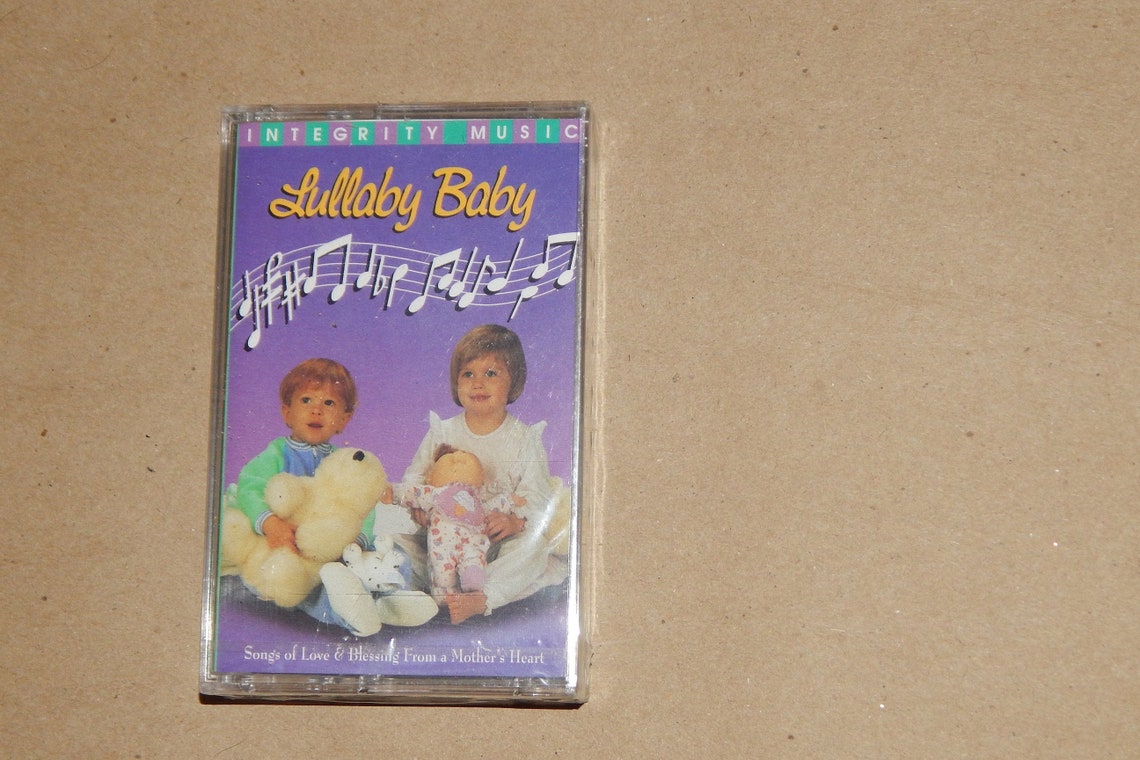 INTEGRITY MUSIC
Lullaby Baby
Songs of Love & Blessing From a Mother's Heart